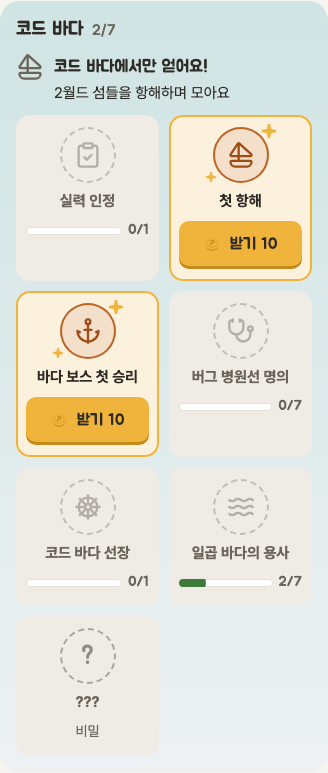 코드 바다 2/7
코드 바다에서만 얻어요!
2월드 섬들을 항해하며 모아요
실력 인정
0/1
첫 항해
받기 10
바다 보스 첫 승리
받기 10
버그 병원선 명의
0/7
코드 바다 선장
0/1
일곱 바다의 용사
2/7
?
???
비밀